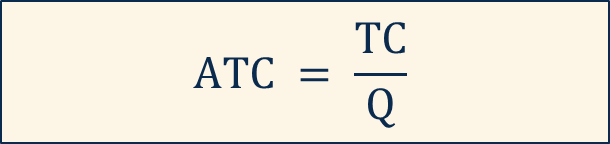 ATC = TC/Q